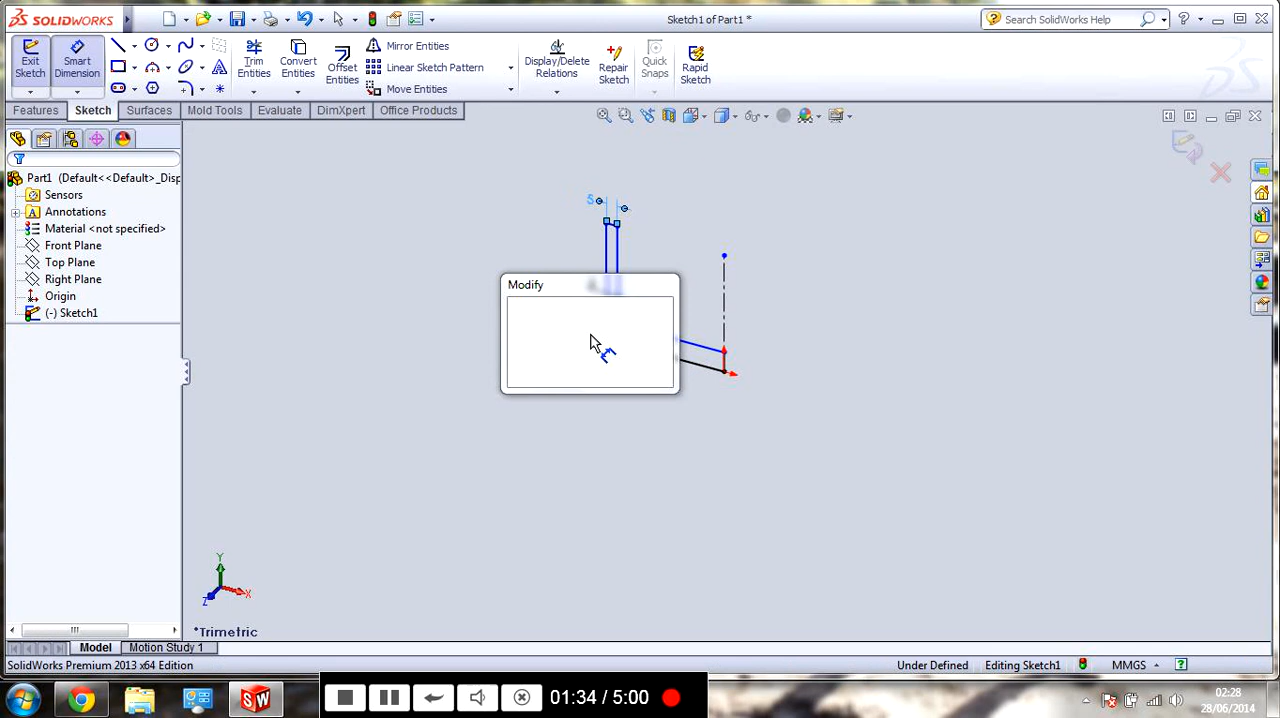 SOLIDWORKS
Sketch1 of Part1 *
Search SolidWorks Help
Exit Sketch
Smart Dimension
Trim Entities
Convert Entities
Offset Entities
Mirror Entities
Linear Sketch Pattern
Move Entities
Display/Delete Relations
Repair Sketch
Quick Snaps
Rapid Sketch
Features
Sketch
Surfaces
Mold Tools
Evaluate
DimXpert
Office Products
Part1 (Default<<Default>_Disp
Sensors
A Annotations
Material <not specified>
Front Plane
Top Plane
Right Plane
Origin
(-) Sketch1
5
Modify
Y
X
Z
*Trimetric
Model
Motion Study 1
SolidWorks Premium 2013 x64 Edition
Under Defined
Editing Sketch1
MMGS
?
SW
01:34 / 5:00
02:28
28/06/2014